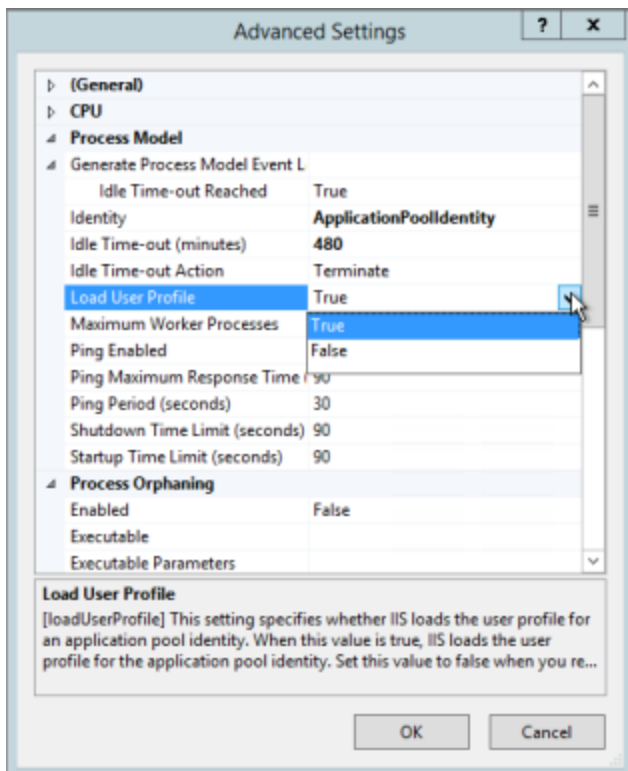 Advanced Settings
? x
(General)
CPU
Process Model
Generate Process Model Event L
Idle Time-out Reached True
Identity ApplicationPoolIdentity
Idle Time-out (minutes) 480
Idle Time-out Action Terminate
Load User Profile True
Maximum Worker Processes True
Ping Enabled False
Ping Maximum Response Time ( 90
Ping Period (seconds) 30
Shutdown Time Limit (seconds) 90
Startup Time Limit (seconds) 90
Process Orphaning
Enabled False
Executable
Executable Parameters
Load User Profile
[loadUserProfile] This setting specifies whether IIS loads the user profile for
an application pool identity. When this value is true, IIS loads the user
profile for the application pool identity. Set this value to false when you re...
OK Cancel